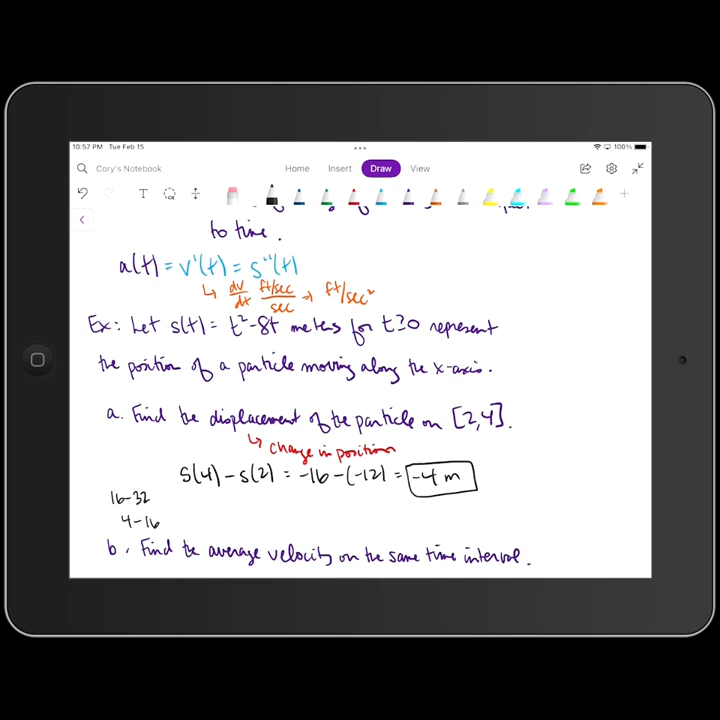 10:57 PM Tue Feb 15
100%
Cory's Notebook
Home Insert Draw View
T
to time.
a(t) = v'(t) = s''(t)
↳ dv/dt ft/sec/sec → ft/sec²
Ex: Let s(t) = t²-8t meters for t≥0 represent
the position of a particle moving along the x-axis.
a. Find the displacement of the particle on [2,4].
↳ change in position
s(4) - s(2) = -16 - (-12) = -4 m
16-32
4-16
b. Find the average velocity on the same time interval.